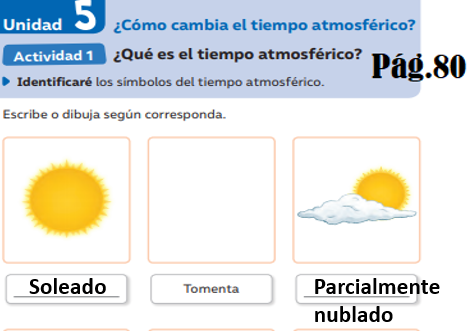 Unidad 5
¿Cómo cambia el tiempo atmosférico?
Actividad 1
¿Qué es el tiempo atmosférico?
Pág.80
Identificaré los símbolos del tiempo atmosférico.
Escribe o dibuja según corresponda.
Soleado
Tomenta
Parcialmente
nublado